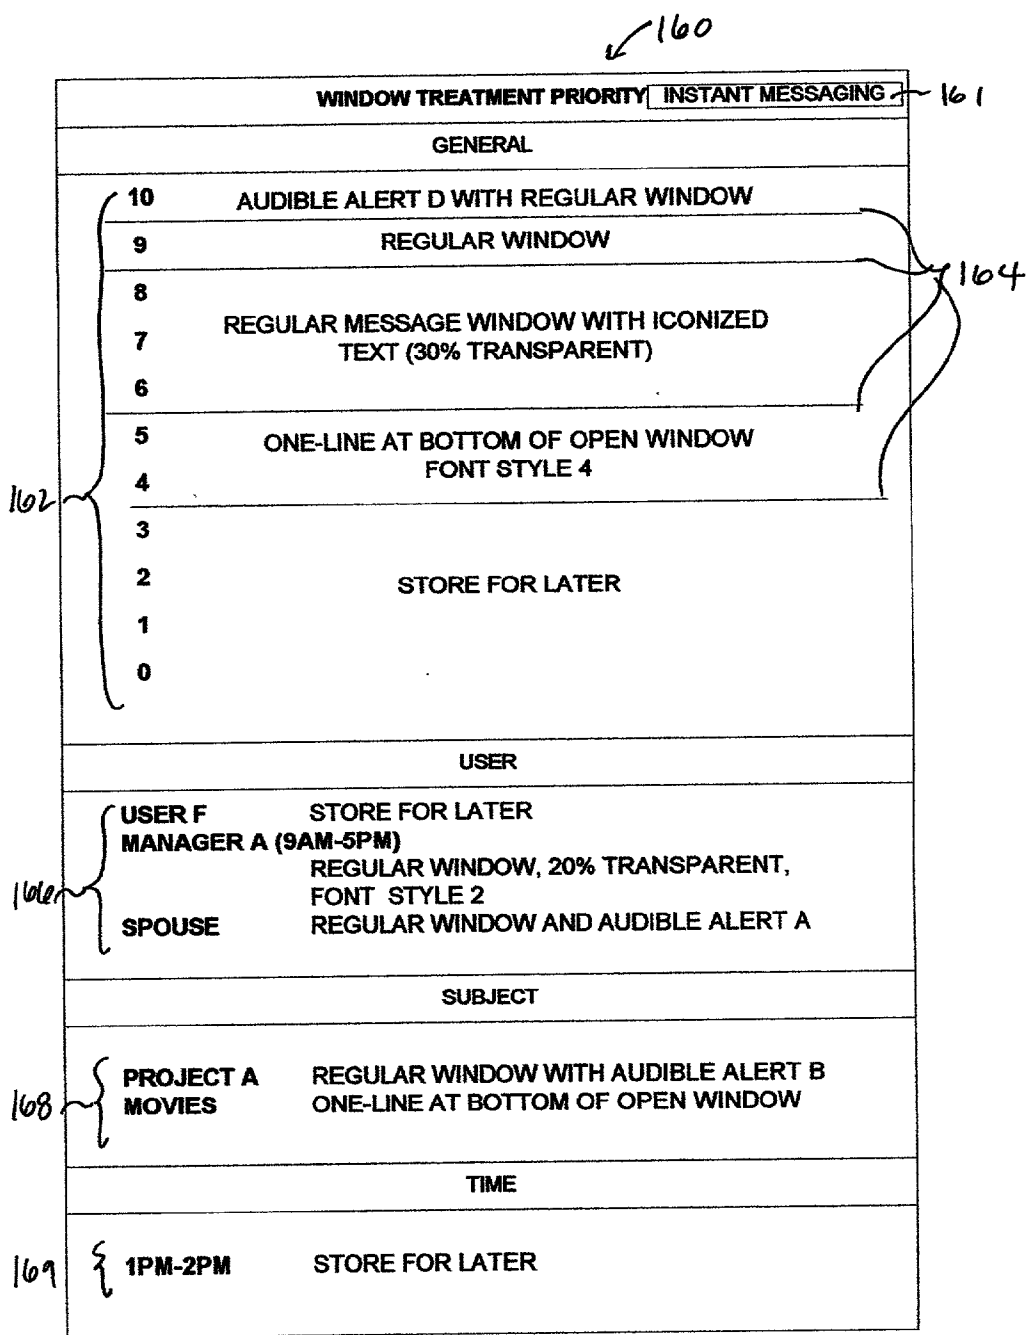 160
WINDOW TREATMENT PRIORITY INSTANT MESSAGING 161
GENERAL
10 AUDIBLE ALERT D WITH REGULAR WINDOW
9 REGULAR WINDOW
164
8
7 REGULAR MESSAGE WINDOW WITH ICONIZED
TEXT (30% TRANSPARENT)
6
5 ONE-LINE AT BOTTOM OF OPEN WINDOW
FONT STYLE 4
4
162
3
2 STORE FOR LATER
1
0
USER
USER F STORE FOR LATER
MANAGER A (9AM-5PM)
REGULAR WINDOW, 20% TRANSPARENT,
166 FONT STYLE 2
SPOUSE REGULAR WINDOW AND AUDIBLE ALERT A
SUBJECT
PROJECT A REGULAR WINDOW WITH AUDIBLE ALERT B
168 MOVIES ONE-LINE AT BOTTOM OF OPEN WINDOW
TIME
169 1PM-2PM STORE FOR LATER